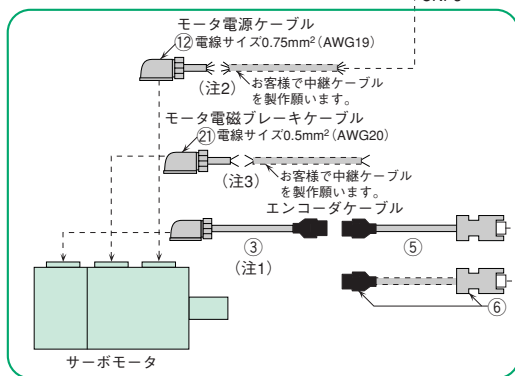 モータ電源ケーブル
⑫電線サイズ0.75mm²(AWG19)
(注2)
お客様で中継ケーブル
を製作願います。
モータ電磁ブレーキケーブル
㉑電線サイズ0.5mm²(AWG20)
(注3)
お客様で中継ケーブル
を製作願います。
エンコーダケーブル
③
(注1)
⑤
⑥
サーボモータ